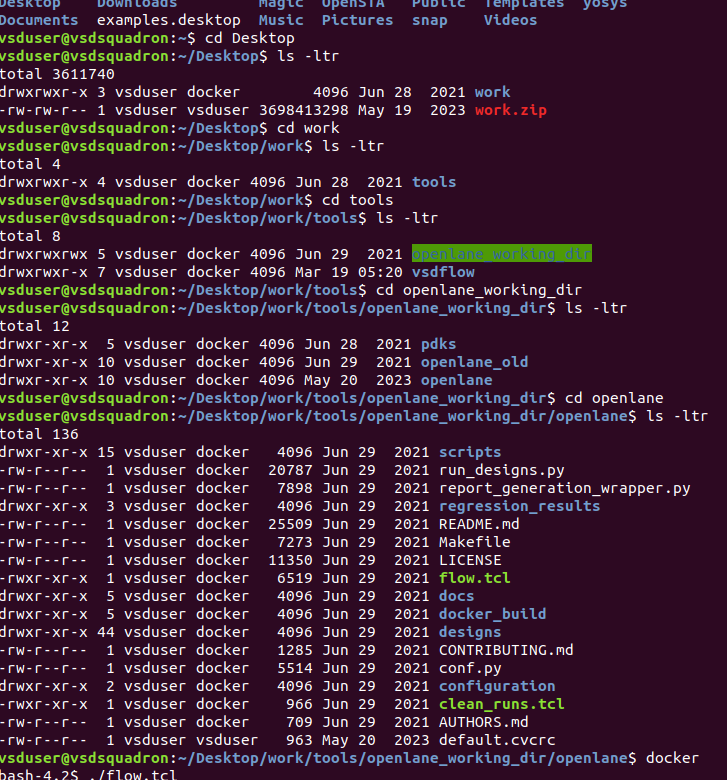 Desktop Downloads Magic OpenSTA Public Templates yosys
Documents examples.desktop Music Pictures snap Videos
vsduser@vsdsquadron:~$ cd Desktop
vsduser@vsdsquadron:~/Desktop$ ls -ltr
total 3611740
drwxrwxr-x 3 vsduser docker 4096 Jun 28 2021 work
-rw-rw-r-- 1 vsduser vsduser 3698413298 May 19 2023 work.zip
vsduser@vsdsquadron:~/Desktop$ cd work
vsduser@vsdsquadron:~/Desktop/work$ ls -ltr
total 4
drwxrwxr-x 4 vsduser docker 4096 Jun 28 2021 tools
vsduser@vsdsquadron:~/Desktop/work$ cd tools
vsduser@vsdsquadron:~/Desktop/work/tools$ ls -ltr
total 8
drwxrwxrwx 5 vsduser docker 4096 Jun 29 2021 openlane_working_dir
drwxrwxr-x 7 vsduser docker 4096 Mar 19 05:20 vsdflow
vsduser@vsdsquadron:~/Desktop/work/tools$ cd openlane_working_dir
vsduser@vsdsquadron:~/Desktop/work/tools/openlane_working_dir$ ls -ltr
total 12
drwxr-xr-x 5 vsduser docker 4096 Jun 28 2021 pdks
drwxr-xr-x 10 vsduser docker 4096 Jun 29 2021 openlane_old
drwxr-xr-x 10 vsduser docker 4096 May 20 2023 openlane
vsduser@vsdsquadron:~/Desktop/work/tools/openlane_working_dir$ cd openlane
vsduser@vsdsquadron:~/Desktop/work/tools/openlane_working_dir/openlane$ ls -ltr
total 136
drwxr-xr-x 15 vsduser docker 4096 Jun 29 2021 scripts
-rw-r--r-- 1 vsduser docker 20787 Jun 29 2021 run_designs.py
-rw-r--r-- 1 vsduser docker 7898 Jun 29 2021 report_generation_wrapper.py
drwxr-xr-x 3 vsduser docker 4096 Jun 29 2021 regression_results
-rw-r--r-- 1 vsduser docker 25509 Jun 29 2021 README.md
-rw-r--r-- 1 vsduser docker 7273 Jun 29 2021 Makefile
-rw-r--r-- 1 vsduser docker 11350 Jun 29 2021 LICENSE
-rwxr-xr-x 1 vsduser docker 6519 Jun 29 2021 flow.tcl
drwxr-xr-x 5 vsduser docker 4096 Jun 29 2021 docs
drwxr-xr-x 5 vsduser docker 4096 Jun 29 2021 docker_build
drwxr-xr-x 44 vsduser docker 4096 Jun 29 2021 designs
-rw-r--r-- 1 vsduser docker 1285 Jun 29 2021 CONTRIBUTING.md
-rw-r--r-- 1 vsduser docker 5514 Jun 29 2021 conf.py
drwxr-xr-x 2 vsduser docker 4096 Jun 29 2021 configuration
-rwxr-xr-x 1 vsduser docker 966 Jun 29 2021 clean_runs.tcl
-rw-r--r-- 1 vsduser docker 709 Jun 29 2021 AUTHORS.md
-rw-r--r-- 1 vsduser vsduser 963 May 20 2023 default.cvcrc
vsduser@vsdsquadron:~/Desktop/work/tools/openlane_working_dir/openlane$ docker
bash-4.2$ ./flow.tcl